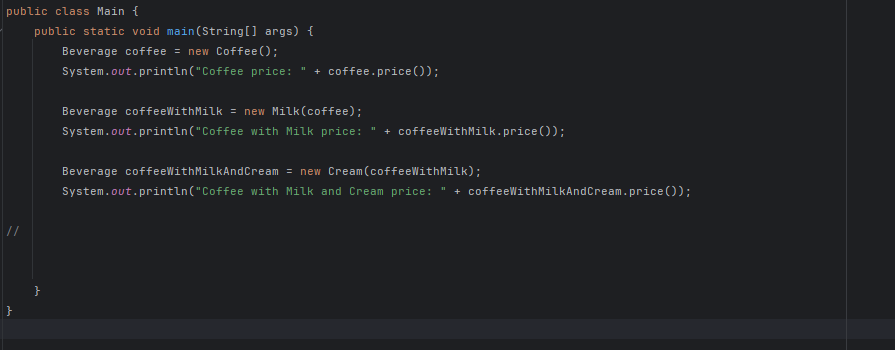 public class Main {
    public static void main(String[] args) {
        Beverage coffee = new Coffee();
        System.out.println("Coffee price: " + coffee.price());
        Beverage coffeeWithMilk = new Milk(coffee);
        System.out.println("Coffee with Milk price: " + coffeeWithMilk.price());
        Beverage coffeeWithMilkAndCream = new Cream(coffeeWithMilk);
        System.out.println("Coffee with Milk and Cream price: " + coffeeWithMilkAndCream.price());
//
    }
}